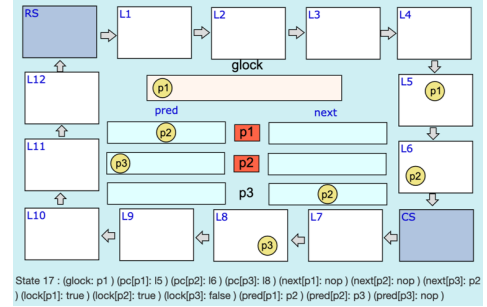 RS
L1
L2
L3
L4
glock
L12
p1
L5
p1
pred
next
p2
p1
L11
p3
p2
L6
p2
p3
p2
L10
L9
L8
L7
CS
p3
State 17 : (glock: p1 ) (pc[p1]: l5 ) (pc[p2]: l6 ) (pc[p3]: l8 ) (next[p1]: nop ) (next[p2]: nop ) (next[p3]: p2
) (lock[p1]: true ) (lock[p2]: true ) (lock[p3]: false ) (pred[p1]: p2 ) (pred[p2]: p3 ) (pred[p3]: nop )